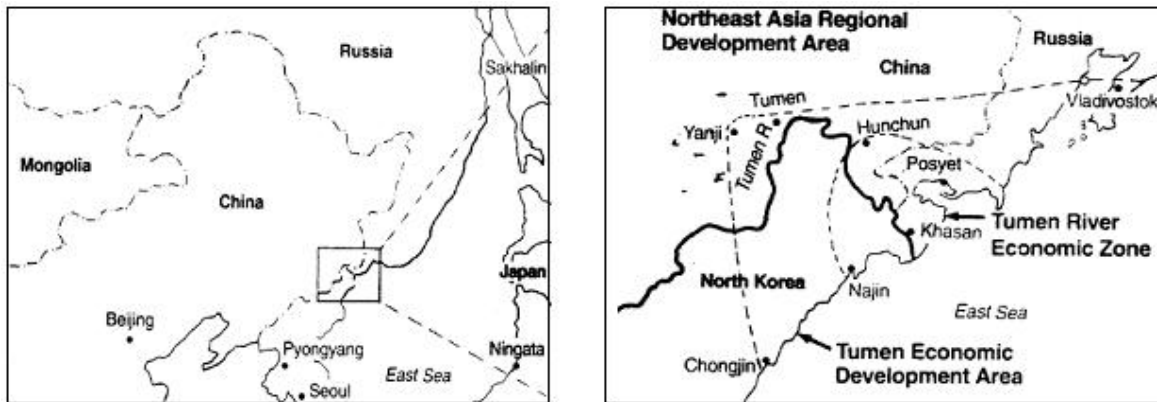 Russia
Sakhalin
Mongolia
China
Japan
Beijing
Pyongyang
Seoul
East Sea
Ningata
Northeast Asia Regional
Development Area
Russia
China
Vladivostok
Tumen
Yanji
Tumen R
Hunchun
Posyet
Khasan
Tumen River
Economic Zone
North Korea
Najin
East Sea
Chongjin
Tumen Economic
Development Area